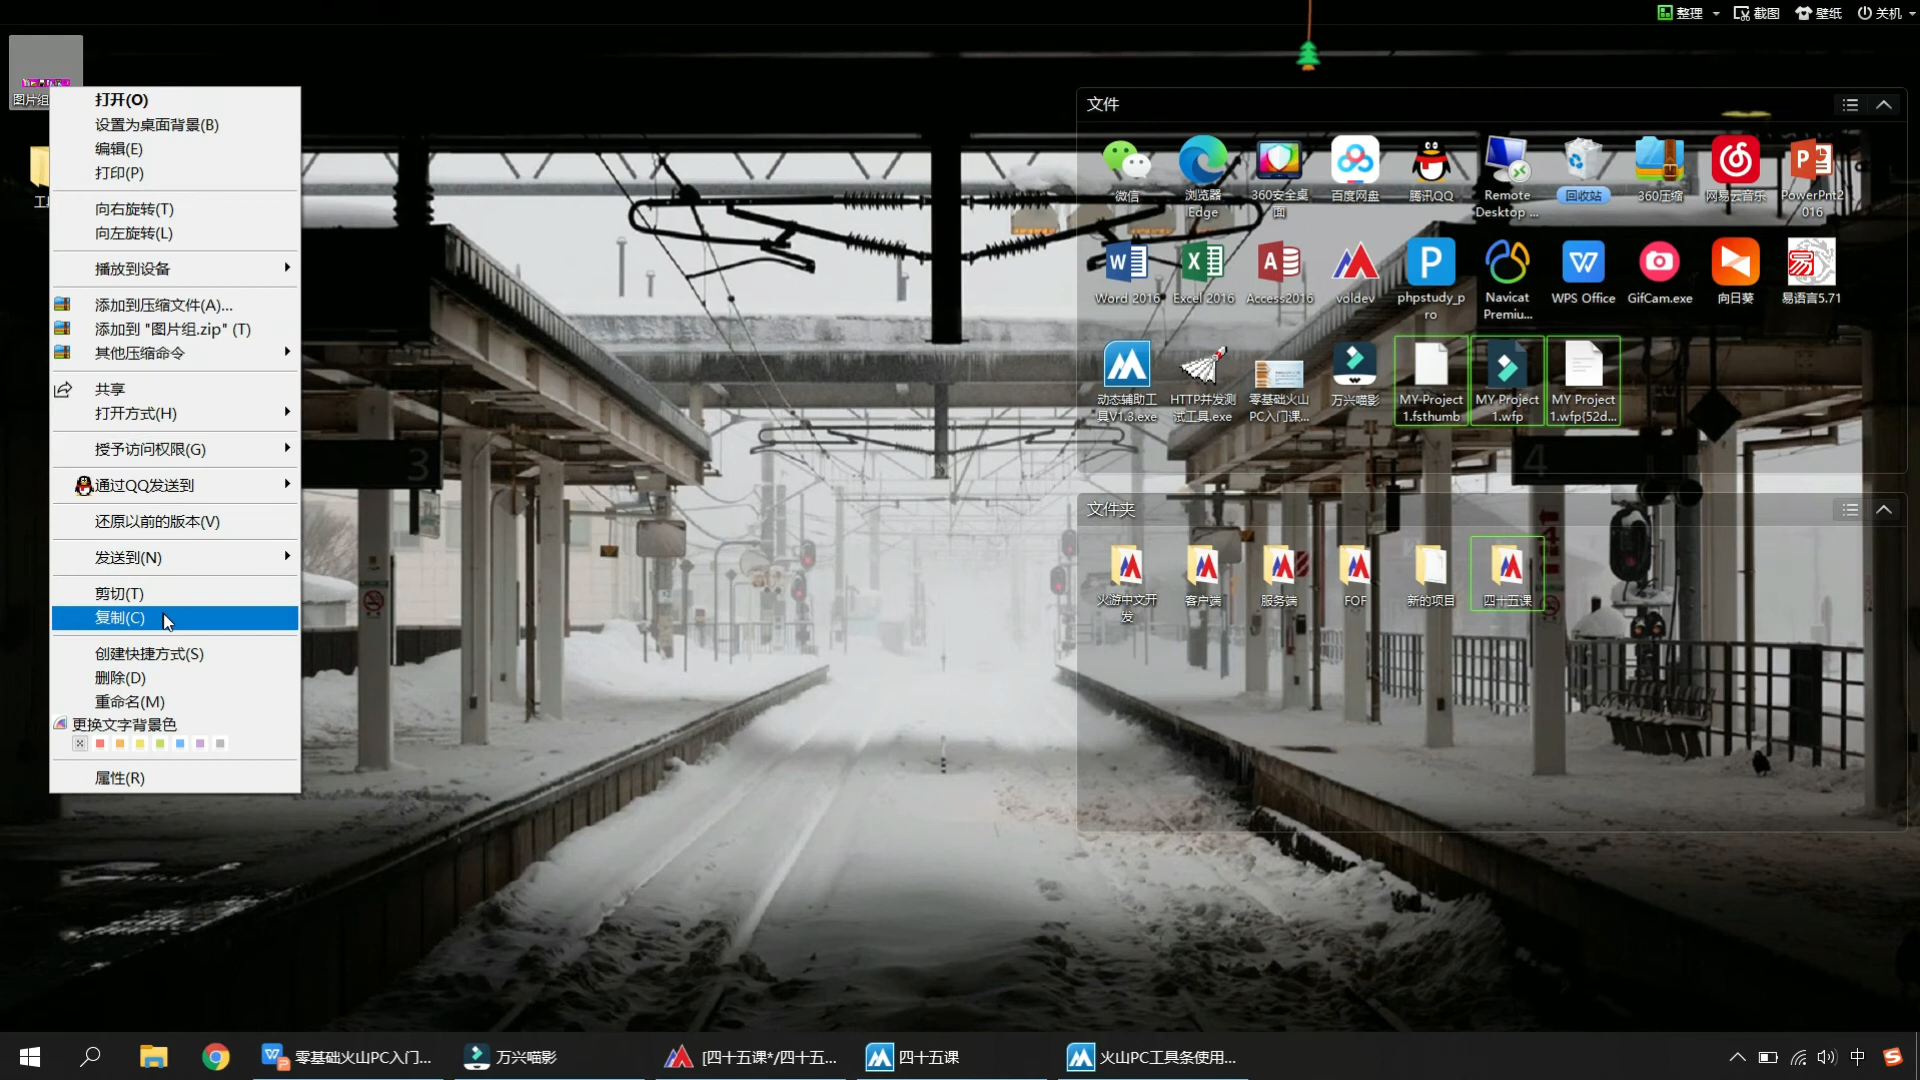 整理
截图
壁纸
关机
图片组
打开(O)
设置为桌面背景(B)
编辑(E)
打印(P)
向右旋转(T)
向左旋转(L)
播放到设备
添加到压缩文件(A)...
添加到 "图片组.zip" (T)
其他压缩命令
共享
打开方式(H)
授予访问权限(G)
通过QQ发送到
还原以前的版本(V)
发送到(N)
剪切(T)
复制(C)
创建快捷方式(S)
删除(D)
重命名(M)
更换文字背景色
属性(R)
文件
微信
浏览器
Edge
360安全桌
面
百度网盘
腾讯QQ
Remote
Desktop ...
回收站
360压缩
网易云音乐
PowerPnt2
016
Word 2016
Excel 2016
Access2016
voldev
phpstudy_p
ro
Navicat
Premiu...
WPS Office
GifCam.exe
向日葵
易语言5.71
动态辅助工
具V1.3.exe
HTTP并发测
试工具.exe
零基础火山
PC入门课...
万兴喵影
MY-Project
1.fsthumb
MY Project
1.wfp
MY Project
1.wfp{52d...
文件夹
火游中文开
发
客户端
服务端
FOF
新的项目
四十五课
3
4
零基础火山PC入门...
万兴喵影
[四十五课*/四十五...
四十五课
火山PC工具条使用...
中